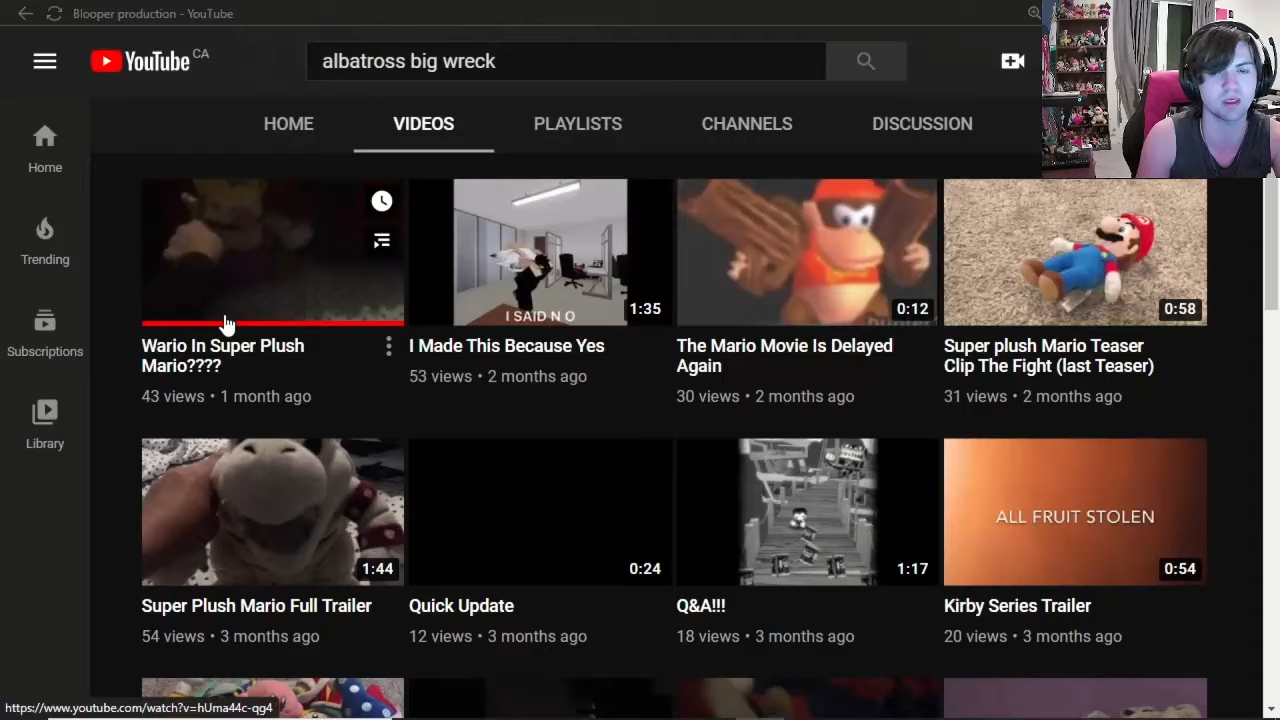 Blooper production - YouTube
YouTube CA
albatross big wreck
HOME
VIDEOS
PLAYLISTS
CHANNELS
DISCUSSION
Home
Trending
Subscriptions
Library
Wario In Super Plush
Mario????
43 views • 1 month ago
I SAID N O
1:35
I Made This Because Yes
53 views • 2 months ago
0:12
The Mario Movie Is Delayed
Again
30 views • 2 months ago
0:58
Super plush Mario Teaser
Clip The Fight (last Teaser)
31 views • 2 months ago
1:44
Super Plush Mario Full Trailer
54 views • 3 months ago
0:24
Quick Update
12 views • 3 months ago
1:17
Q&A!!!
18 views • 3 months ago
ALL FRUIT STOLEN
0:54
Kirby Series Trailer
20 views • 3 months ago
https://www.youtube.com/watch?v=hUma44c-qg4